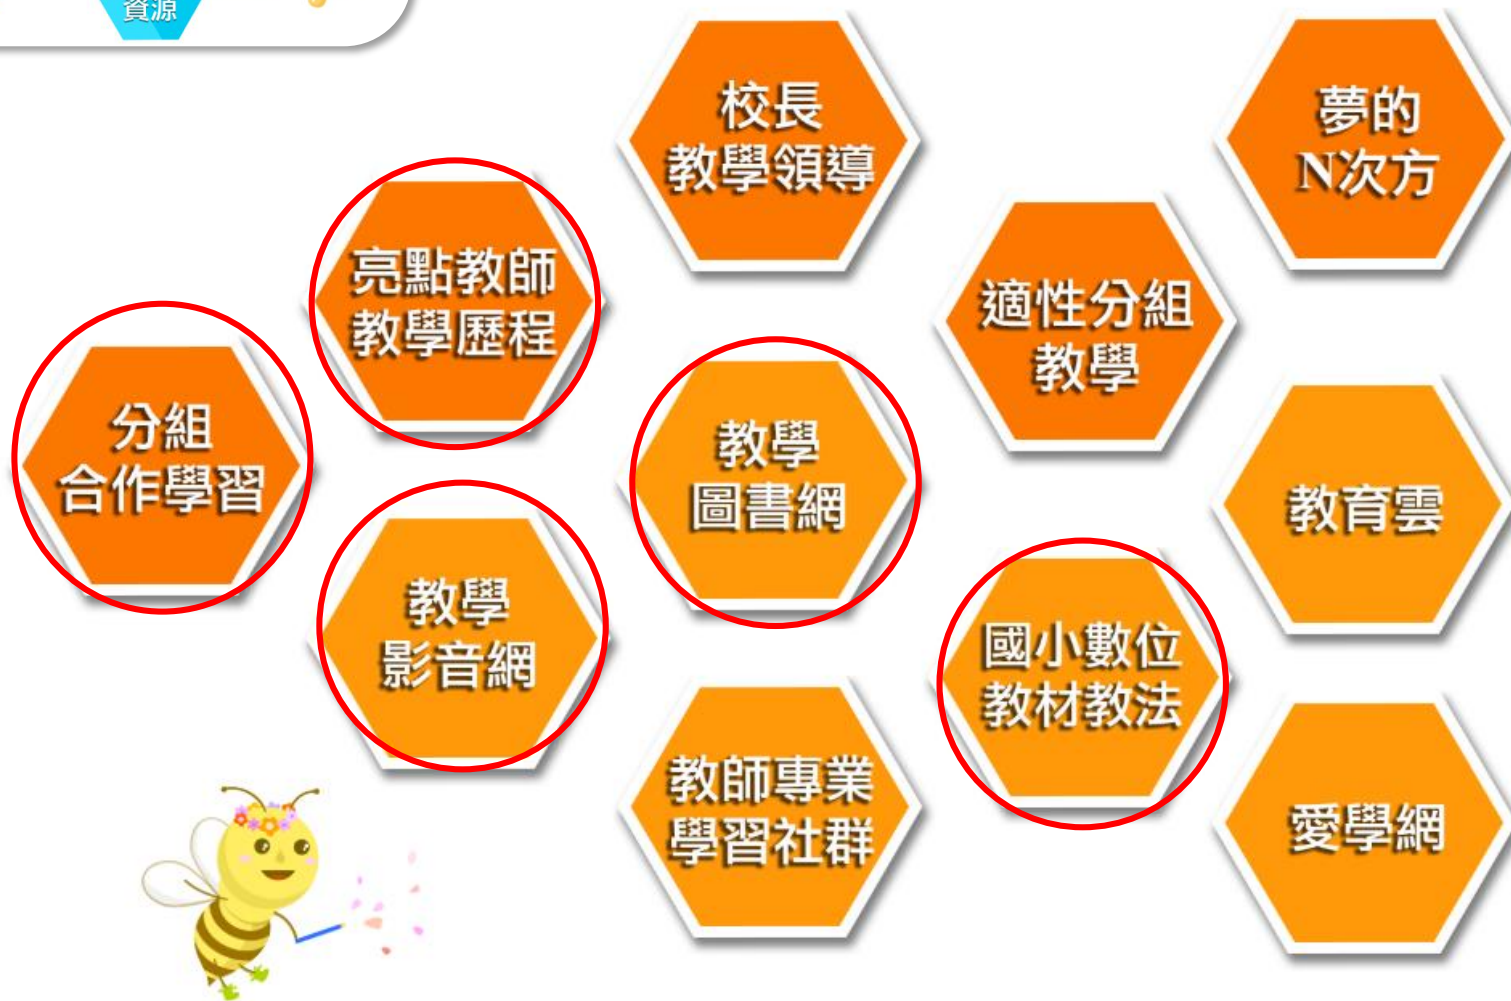 資源
校長
教學領導
夢的
N次方
亮點教師
教學歷程
適性分組
教學
分組
合作學習
教學
圖書網
教育雲
教學
影音網
國小數位
教材教法
教師專業
學習社群
愛學網